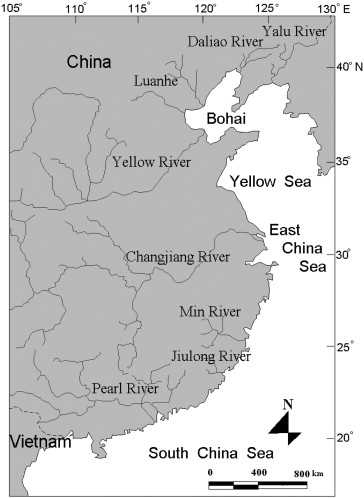 105° 110° 115° 120° 125° 130°
Yalu River
Daliao River
China
40° N
Luanhe
Bohai
Yellow River
35°
Yellow Sea
East
China
Sea
30°
Changjiang River
Min River
25°
Jiulong River
Pearl River
N
Vietnam
20°
South China Sea
0 400 800 km